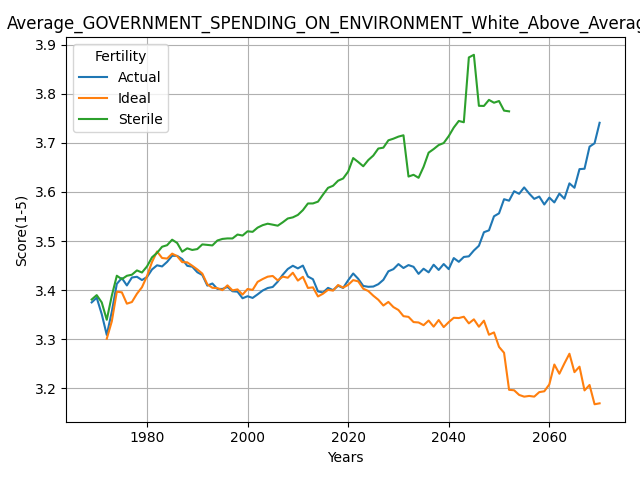 Average_GOVERNMENT_SPENDING_ON_ENVIRONMENT_White_Above_Averag
3.9
3.8
3.7
3.6
3.5
3.4
3.3
3.2
Score(1-5)
Fertility
Actual
Ideal
Sterile
1980 2000 2020 2040 2060
Years